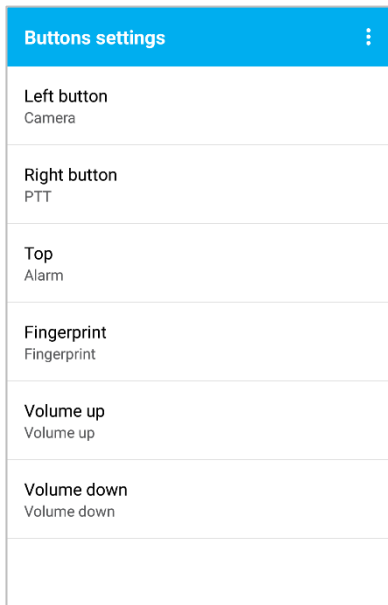 Buttons settings
Left button
Camera
Right button
PTT
Top
Alarm
Fingerprint
Fingerprint
Volume up
Volume up
Volume down
Volume down